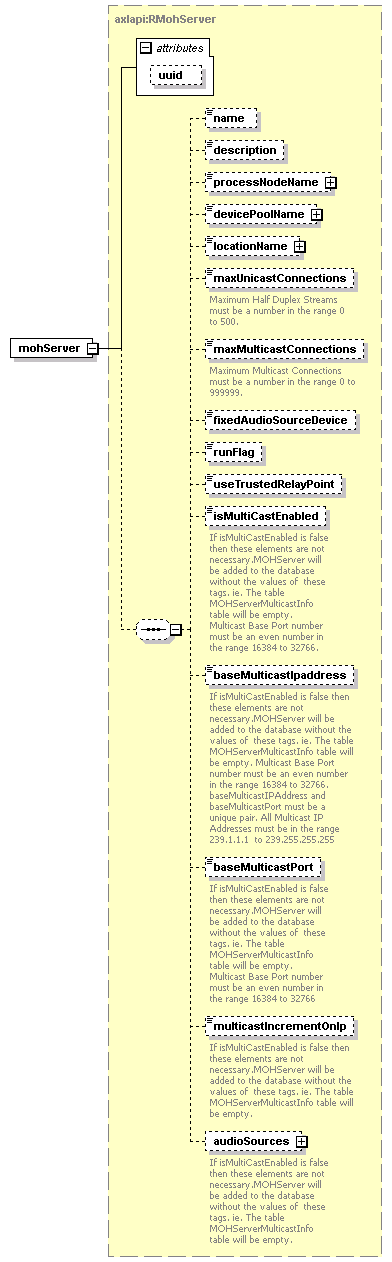 axlapi:RMohServer
attributes
uuid
name
description
processNodeName
devicePoolName
locationName
maxUnicastConnections
Maximum Half Duplex Streams
must be a number in the range 0
to 500.
mohServer
maxMulticastConnections
Maximum Multicast Connections
must be a number in the range 0 to
999999.
fixedAudioSourceDevice
runFlag
useTrustedRelayPoint
isMultiCastEnabled
If isMultiCastEnabled is false
then these elements are not
necessary.MOHServer will
be added to the database
without the values of  these
tags. ie. The table
MOHServerMulticastInfo
table will be empty.
Multicast Base Port number
must be an even number in
the range 16384 to 32766.
baseMulticastIpaddress
If isMultiCastEnabled is false then
these elements are not
necessary.MOHServer will be
added to the database without the
values of  these tags. ie. The table
MOHServerMulticastInfo table will
be empty. Multicast Base Port
number must be an even number
in the range 16384 to 32766.
baseMulticastIPAddress and
baseMulticastPort must be a
unique pair. All Multicast IP
Addresses must be in the range
239.1.1.1  to 239.255.255.255
baseMulticastPort
If isMultiCastEnabled is false
then these elements are not
necessary.MOHServer will
be added to the database
without the values of  these
tags. ie. The table
MOHServerMulticastInfo
table will be empty.
Multicast Base Port number
must be an even number in
the range 16384 to 32766
multicastIncrementOnIp
If isMultiCastEnabled is false then
these elements are not
necessary.MOHServer will be
added to the database without the
values of  these tags. ie. The table
MOHServerMulticastInfo table will
be empty.
audioSources
If isMultiCastEnabled is false
then these elements are not
necessary.MOHServer will
be added to the database
without the values of  these
tags. ie. The table
MOHServerMulticastInfo
table will be empty.